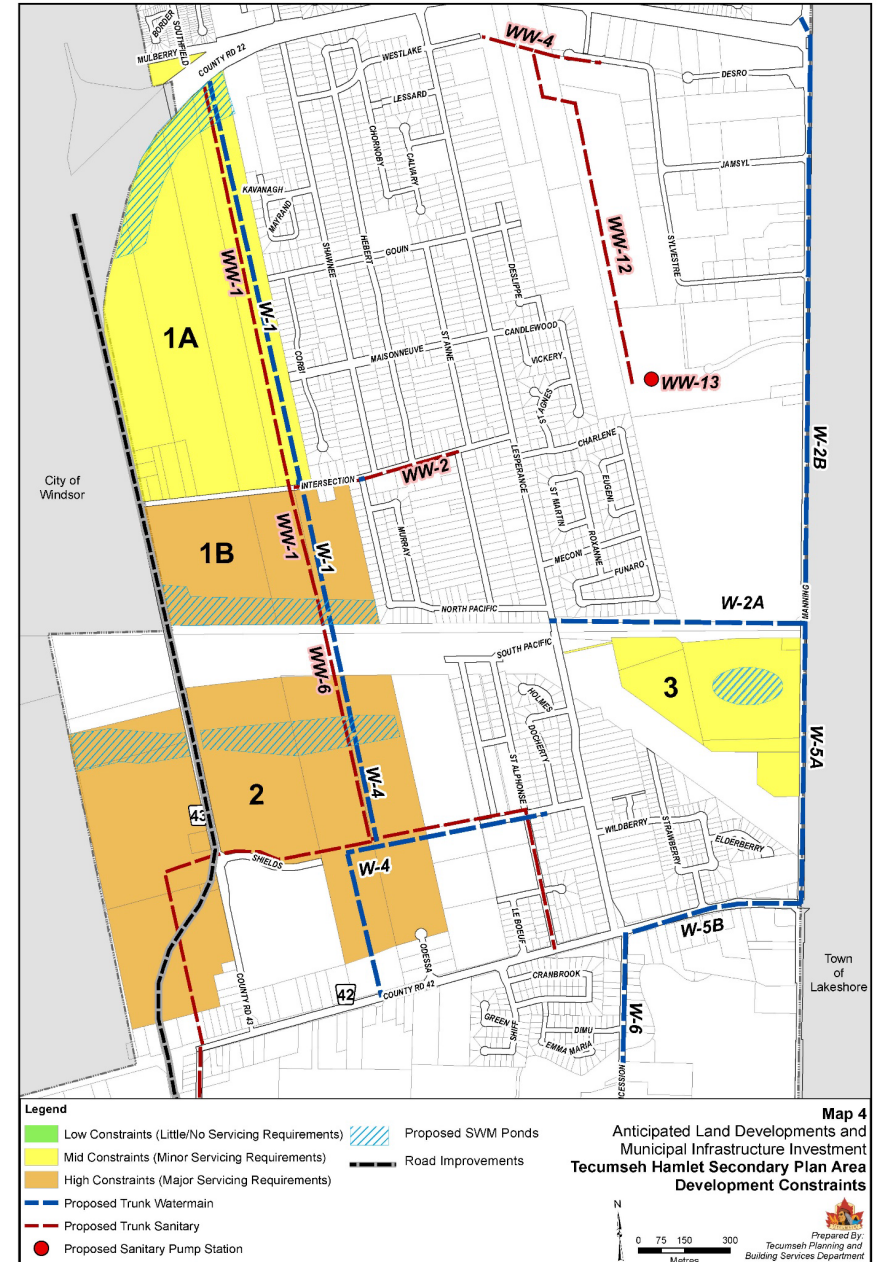 BORDER
SOUTHFIELD
MULBERRY
COUNTY RD 22
WESTLAKE
WW-4
DESRO
LESSARD
CHORNOBY
CALVARY
JAMSYL
KAVANAGH
MAYRAND
WW-1
W-1
SHAWNEE
HEBERT
GOUIN
DESLIPPE
WW-12
SYLVESTRE
1A
CORBI
MAISONNEUVE
ST ANNE
CANDLEWOOD
VICKERY
ST AGNES
WW-13
W-2B
City of
Windsor
INTERSECTION
WW-2
LESPERANCE
CHARLENE
ST MARTIN
EUGENI
ROXANNE
1B
WW-1
W-1
MURRAY
MECONI
FUNARO
NORTH PACIFIC
W-2A
MANNING
WW-6
SOUTH PACIFIC
3
HOLMES
DOCHERTY
W-5A
2
W-4
43
ST ALPHONSE
WILDBERRY
STRAWBERRY
ELDERBERRY
SHIELDS
W-4
LE BOEUF
W-5B
ODESSA
Town
of
Lakeshore
COUNTY RD 43
42
COUNTY RD 42
CRANBROOK
GREEN
SHIFF
DIMU
EMMA MARIA
W-6
CESSION
Legend
Low Constraints (Little/No Servicing Requirements)
Mid Constraints (Minor Servicing Requirements)
High Constraints (Major Servicing Requirements)
Proposed Trunk Watermain
Proposed Trunk Sanitary
Proposed Sanitary Pump Station
Proposed SWM Ponds
Road Improvements
Map 4
Anticipated Land Developments and
Municipal Infrastructure Investment
Tecumseh Hamlet Secondary Plan Area
Development Constraints
N
0 75 150 300
Metres
Prepared By:
Tecumseh Planning and
Building Services Department